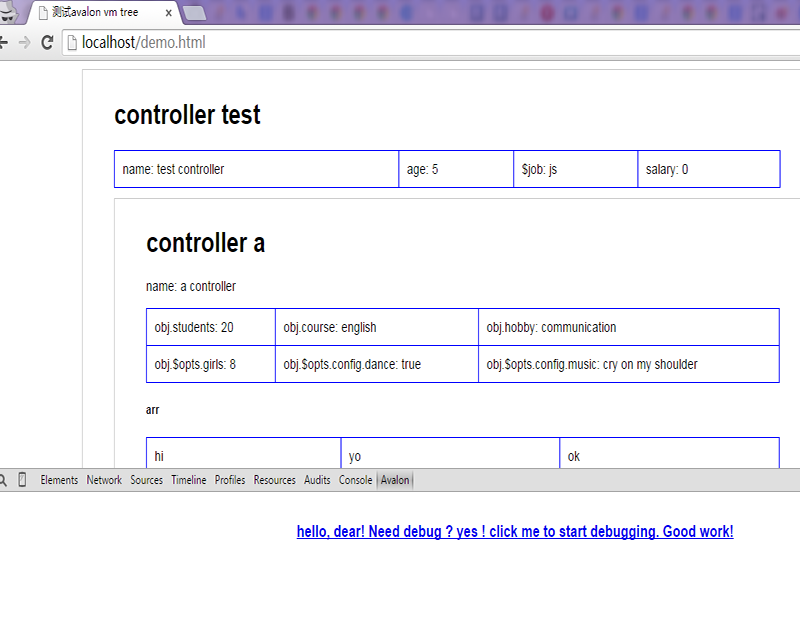 测试avalon vm tree
localhost/demo.html
controller test
name: test controller age: 5 $job: js salary: 0
controller a
name: a controller
obj.students: 20 obj.course: english obj.hobby: communication
obj.$opts.girls: 8 obj.$opts.config.dance: true obj.$opts.config.music: cry on my shoulder
arr
hi yo ok
Elements Network Sources Timeline Profiles Resources Audits Console Avalon
hello, dear! Need debug ? yes ! click me to start debugging. Good work!